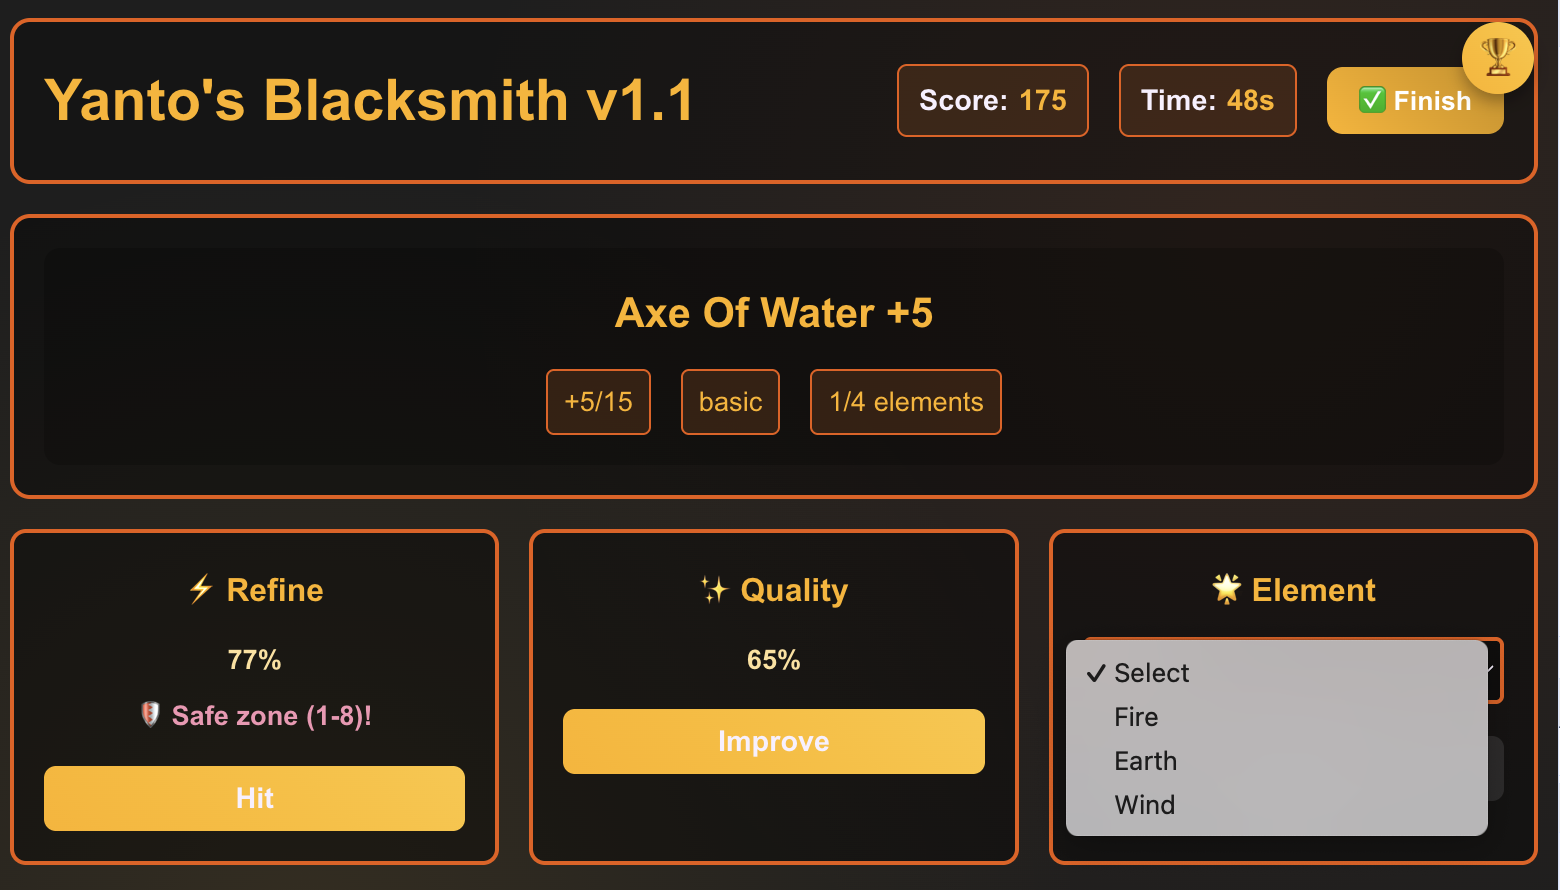 Yanto's Blacksmith v1.1
Score: 175
Time: 48s
✅ Finish
Axe Of Water +5
+5/15
basic
1/4 elements
⚡ Refine
77%
Safe zone (1-8)!
Hit
✨ Quality
65%
Improve
🌟 Element
✓ Select
Fire
Earth
Wind